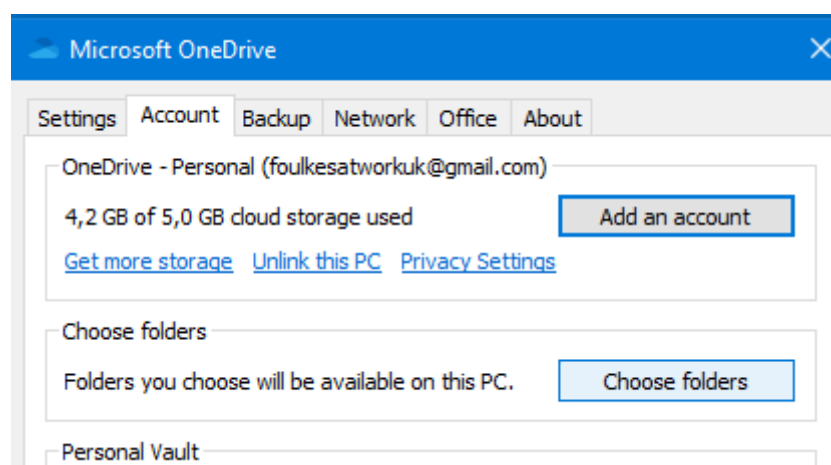 Microsoft OneDrive
Settings Account Backup Network Office About
OneDrive - Personal (foulkesatworkuk@gmail.com)
4,2 GB of 5,0 GB cloud storage used Add an account
Get more storage Unlink this PC Privacy Settings
Choose folders
Folders you choose will be available on this PC. Choose folders
Personal Vault